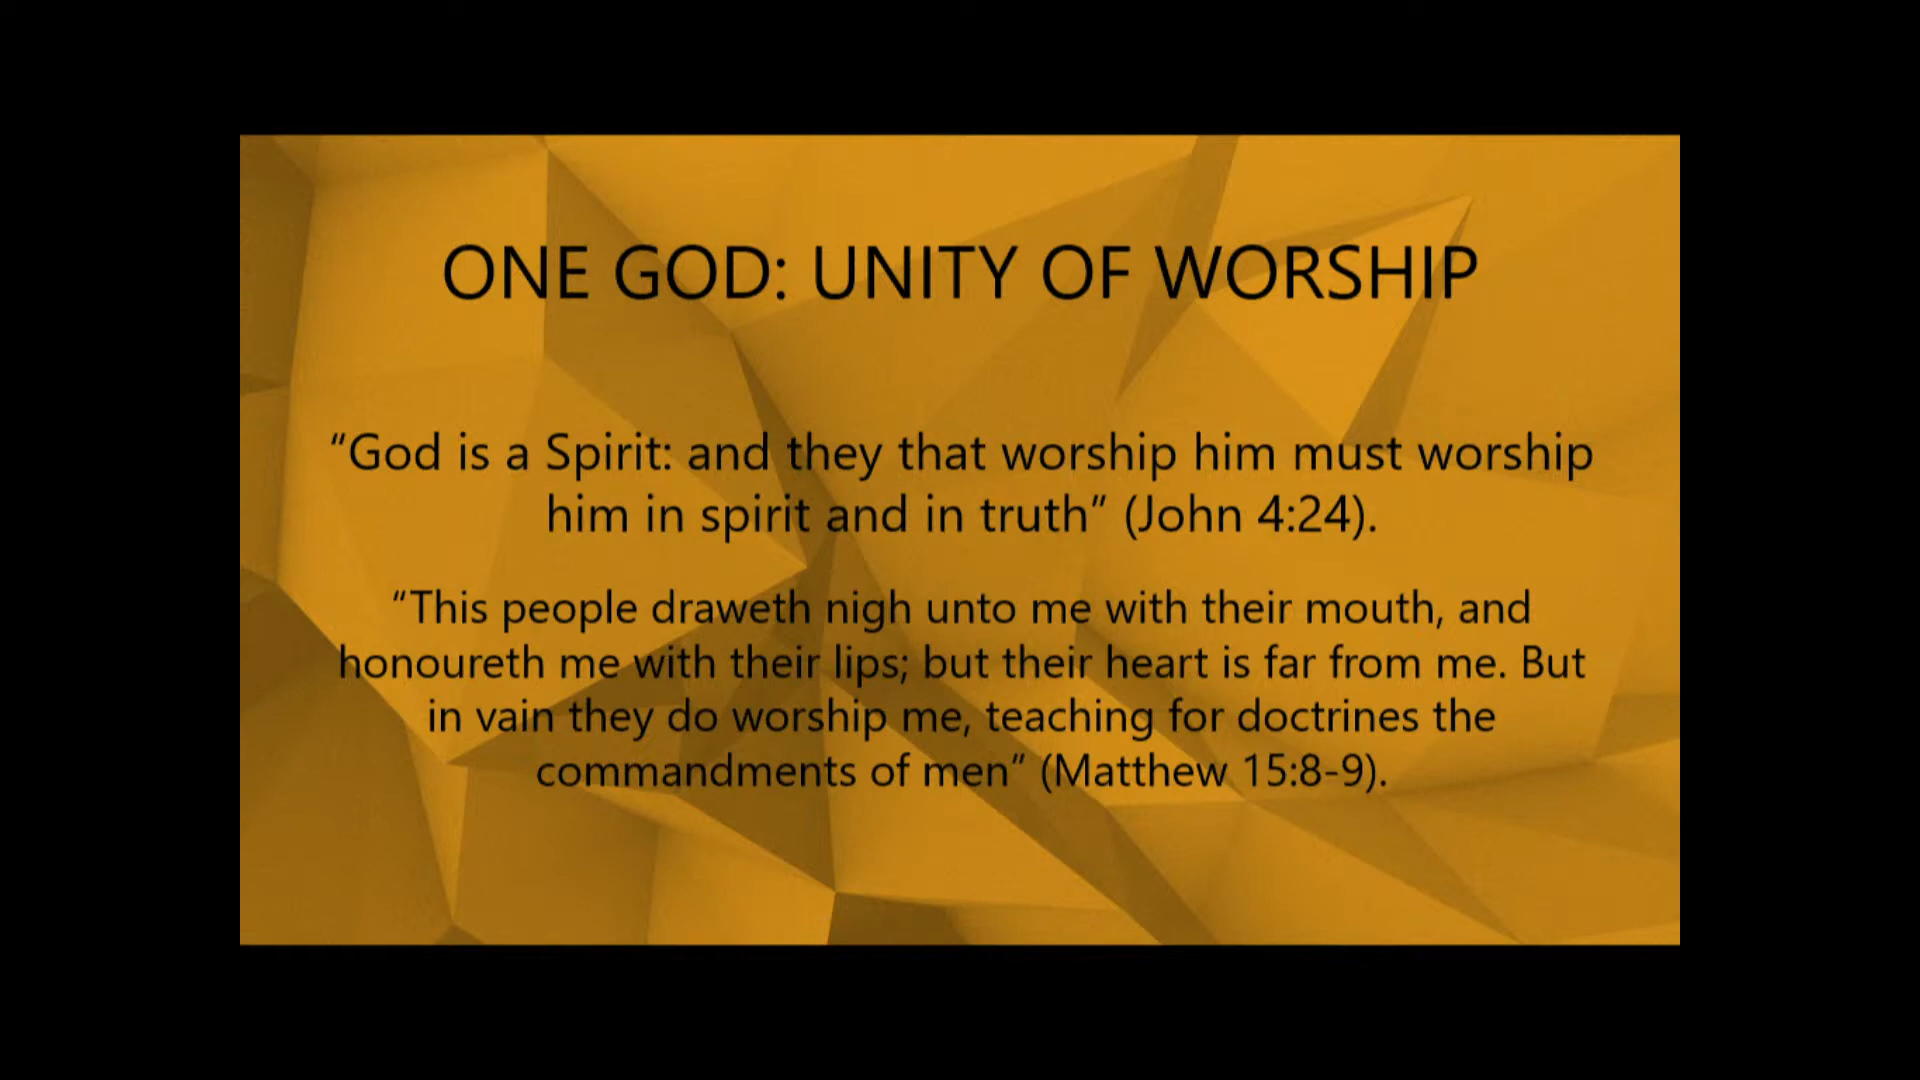 ONE GOD: UNITY OF WORSHIP
“God is a Spirit: and they that worship him must worship
him in spirit and in truth” (John 4:24).
“This people draweth nigh unto me with their mouth, and
honoureth me with their lips; but their heart is far from me. But
in vain they do worship me, teaching for doctrines the
commandments of men” (Matthew 15:8-9).